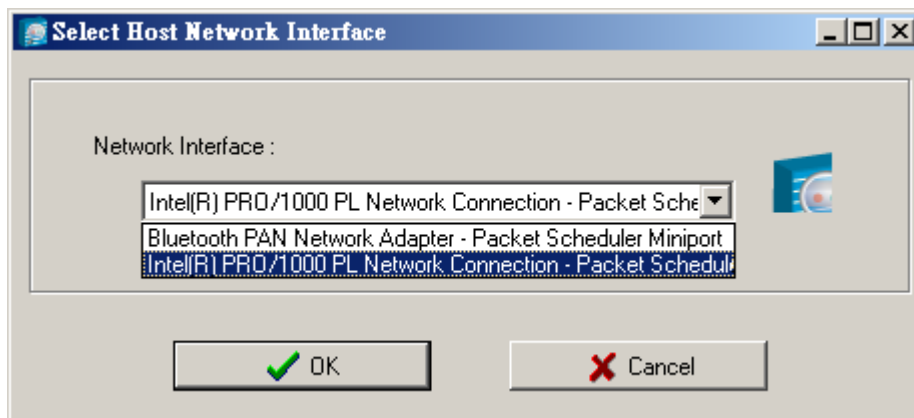 Select Host Network Interface
Network Interface :
Intel(R) PRO/1000 PL Network Connection - Packet Sche
Bluetooth PAN Network Adapter - Packet Scheduler Miniport
Intel(R) PRO/1000 PL Network Connection - Packet Schedul
OK
Cancel